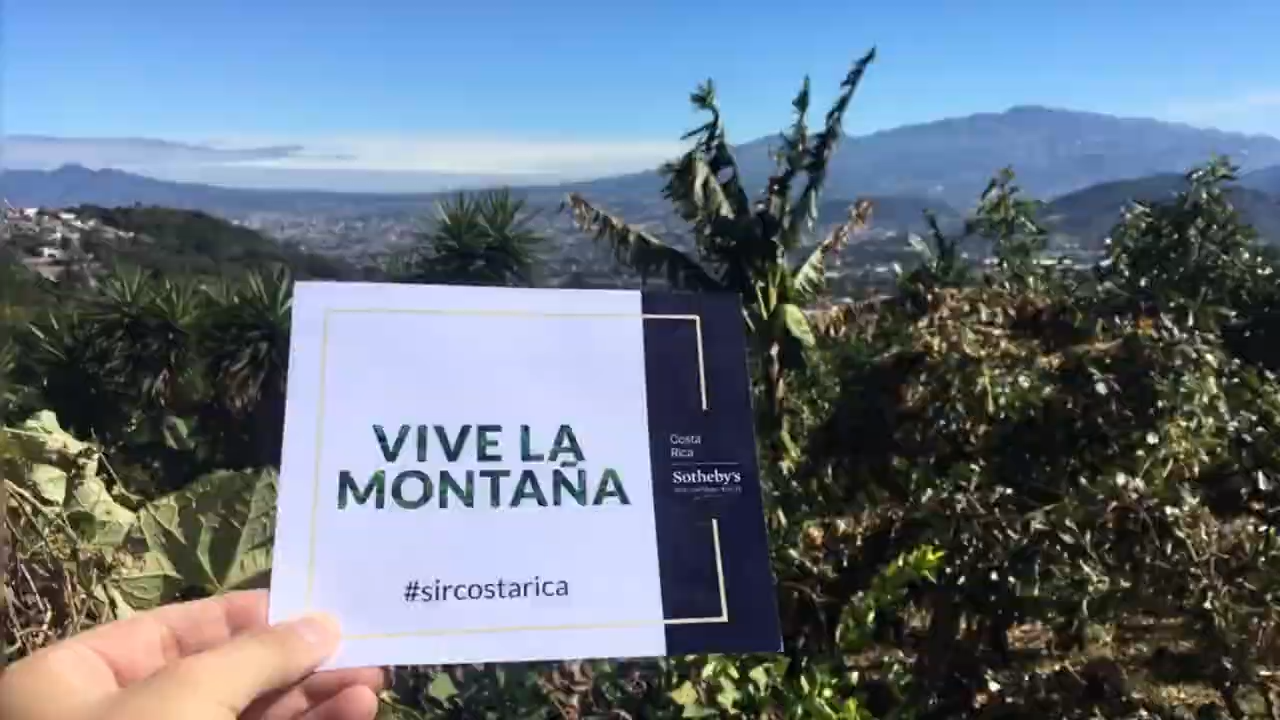 VIVE LA
MONTAÑA
#sircostarica
Costa
Rica
Sotheby's